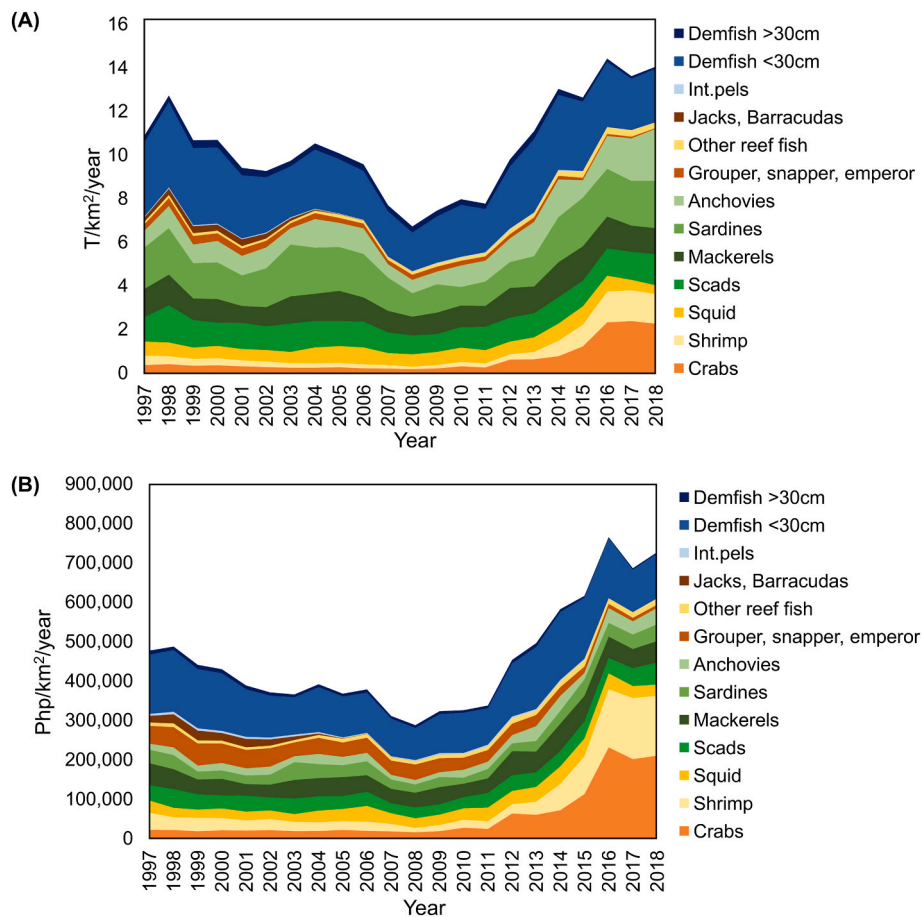 (A)
16
14
12
10
8
6
4
2
0
T/km²/year
1997 1998 1999 2000 2001 2002 2003 2004 2005 2006 2007 2008 2009 2010 2011 2012 2013 2014 2015 2016 2017 2018
Year
Demfish >30cm
Demfish <30cm
Int.pels
Jacks, Barracudas
Other reef fish
Grouper, snapper, emperor
Anchovies
Sardines
Mackerels
Scads
Squid
Shrimp
Crabs
(B)
900,000
800,000
700,000
600,000
500,000
400,000
300,000
200,000
100,000
0
Php/km²/year
1997 1998 1999 2000 2001 2002 2003 2004 2005 2006 2007 2008 2009 2010 2011 2012 2013 2014 2015 2016 2017 2018
Year
Demfish >30cm
Demfish <30cm
Int.pels
Jacks, Barracudas
Other reef fish
Grouper, snapper, emperor
Anchovies
Sardines
Mackerels
Scads
Squid
Shrimp
Crabs